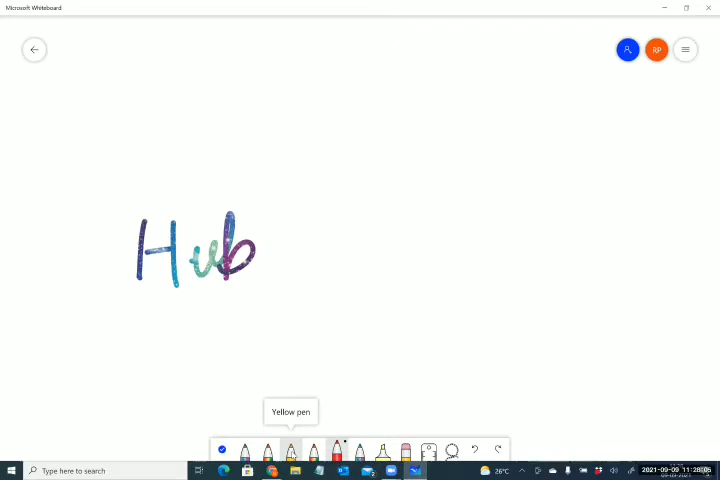 Microsoft Whiteboard
RP
Hub
Yellow pen
Type here to search
26°C
2021-09-09 11:28:05